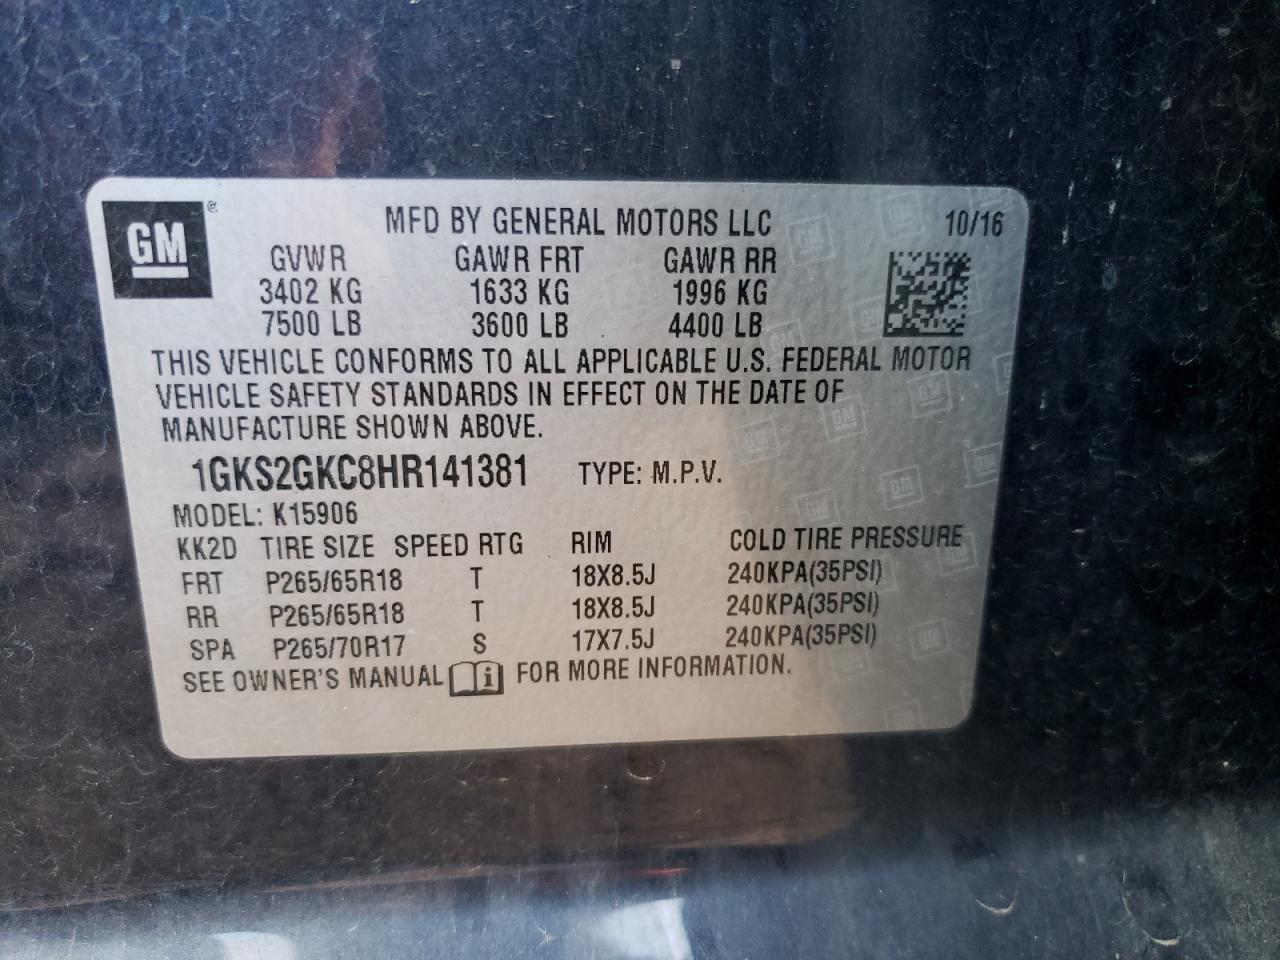 GM
MFD BY GENERAL MOTORS LLC 10/16
GVWR GAWR FRT GAWR RR
3402 KG 1633 KG 1996 KG
7500 LB 3600 LB 4400 LB
THIS VEHICLE CONFORMS TO ALL APPLICABLE U.S. FEDERAL MOTOR
VEHICLE SAFETY STANDARDS IN EFFECT ON THE DATE OF
MANUFACTURE SHOWN ABOVE.
1GKS2GKC8HR141381 TYPE: M.P.V.
MODEL: K15906
KK2D TIRE SIZE SPEED RTG RIM COLD TIRE PRESSURE
FRT P265/65R18 T 18X8.5J 240KPA(35PSI)
RR P265/65R18 T 18X8.5J 240KPA(35PSI)
SPA P265/70R17 S 17X7.5J 240KPA(35PSI)
SEE OWNER'S MANUAL FOR MORE INFORMATION.